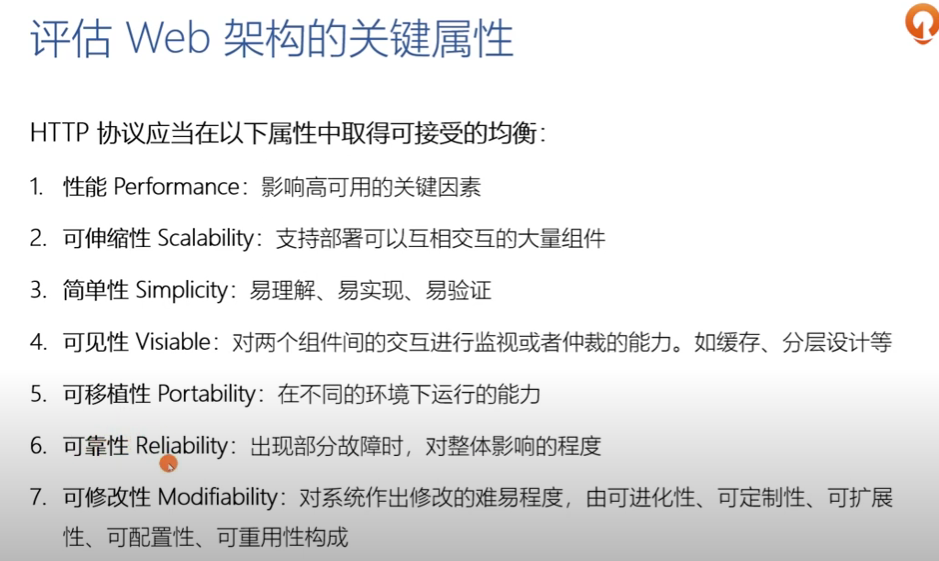 评估 Web 架构的关键属性
HTTP 协议应当在以下属性中取得可接受的均衡：
1. 性能 Performance：影响高可用的关键因素
2. 可伸缩性 Scalability：支持部署可以互相交互的大量组件
3. 简单性 Simplicity：易理解、易实现、易验证
4. 可见性 Visiable：对两个组件间的交互进行监视或者仲裁的能力。如缓存、分层设计等
5. 可移植性 Portability：在不同的环境下运行的能力
6. 可靠性 Reliability：出现部分故障时，对整体影响的程度
7. 可修改性 Modifiability：对系统作出修改的难易程度，由可进化性、可定制性、可扩展
性、可配置性、可重用性构成